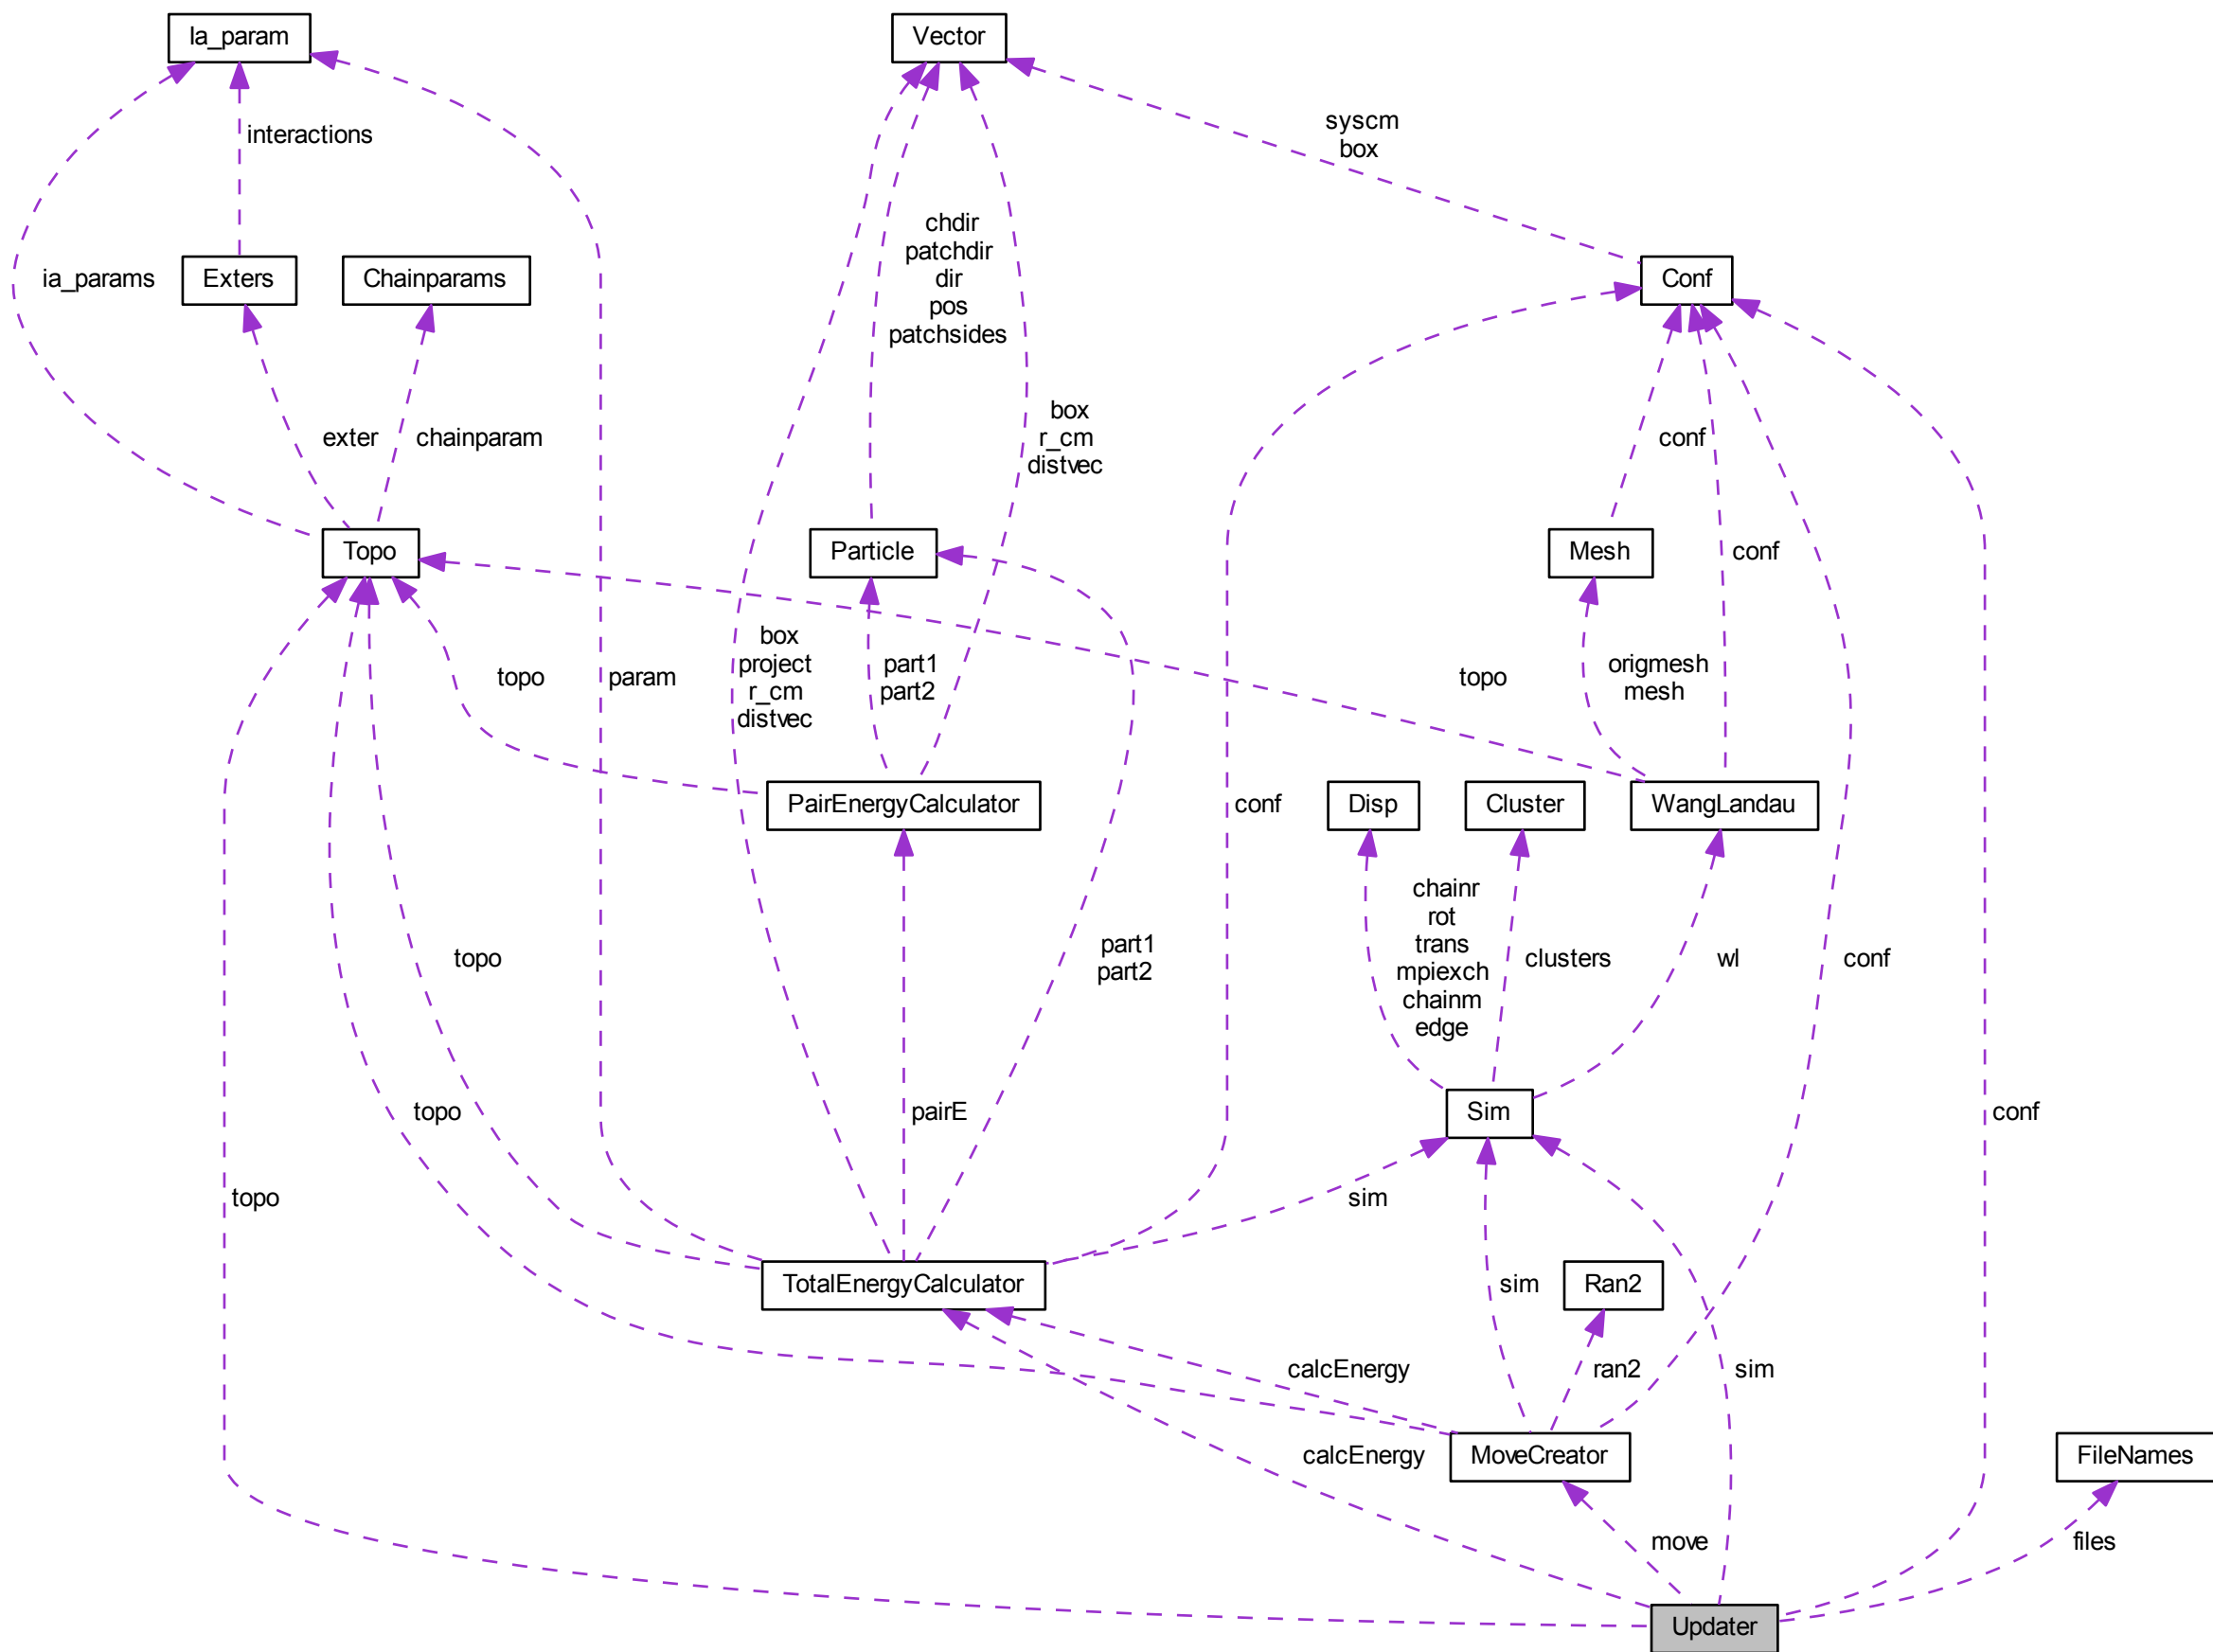 Ia_param
Vector
syscm
box
interactions
chdir
patchdir
dir
pos
patchsides
ia_params
Exters
Chainparams
Conf
box
r_cm
distvec
exter
chainparam
conf
Topo
Particle
Mesh
conf
box
project
r_cm
distvec
part1
part2
topo
param
topo
origmesh
mesh
PairEnergyCalculator
Disp
Cluster
WangLandau
conf
chainr
rot
trans
mpiexch
chainm
edge
topo
part1
part2
clusters
wl
conf
topo
pairE
Sim
conf
topo
sim
TotalEnergyCalculator
sim
Ran2
calcEnergy
ran2
sim
calcEnergy
MoveCreator
FileNames
move
files
Updater